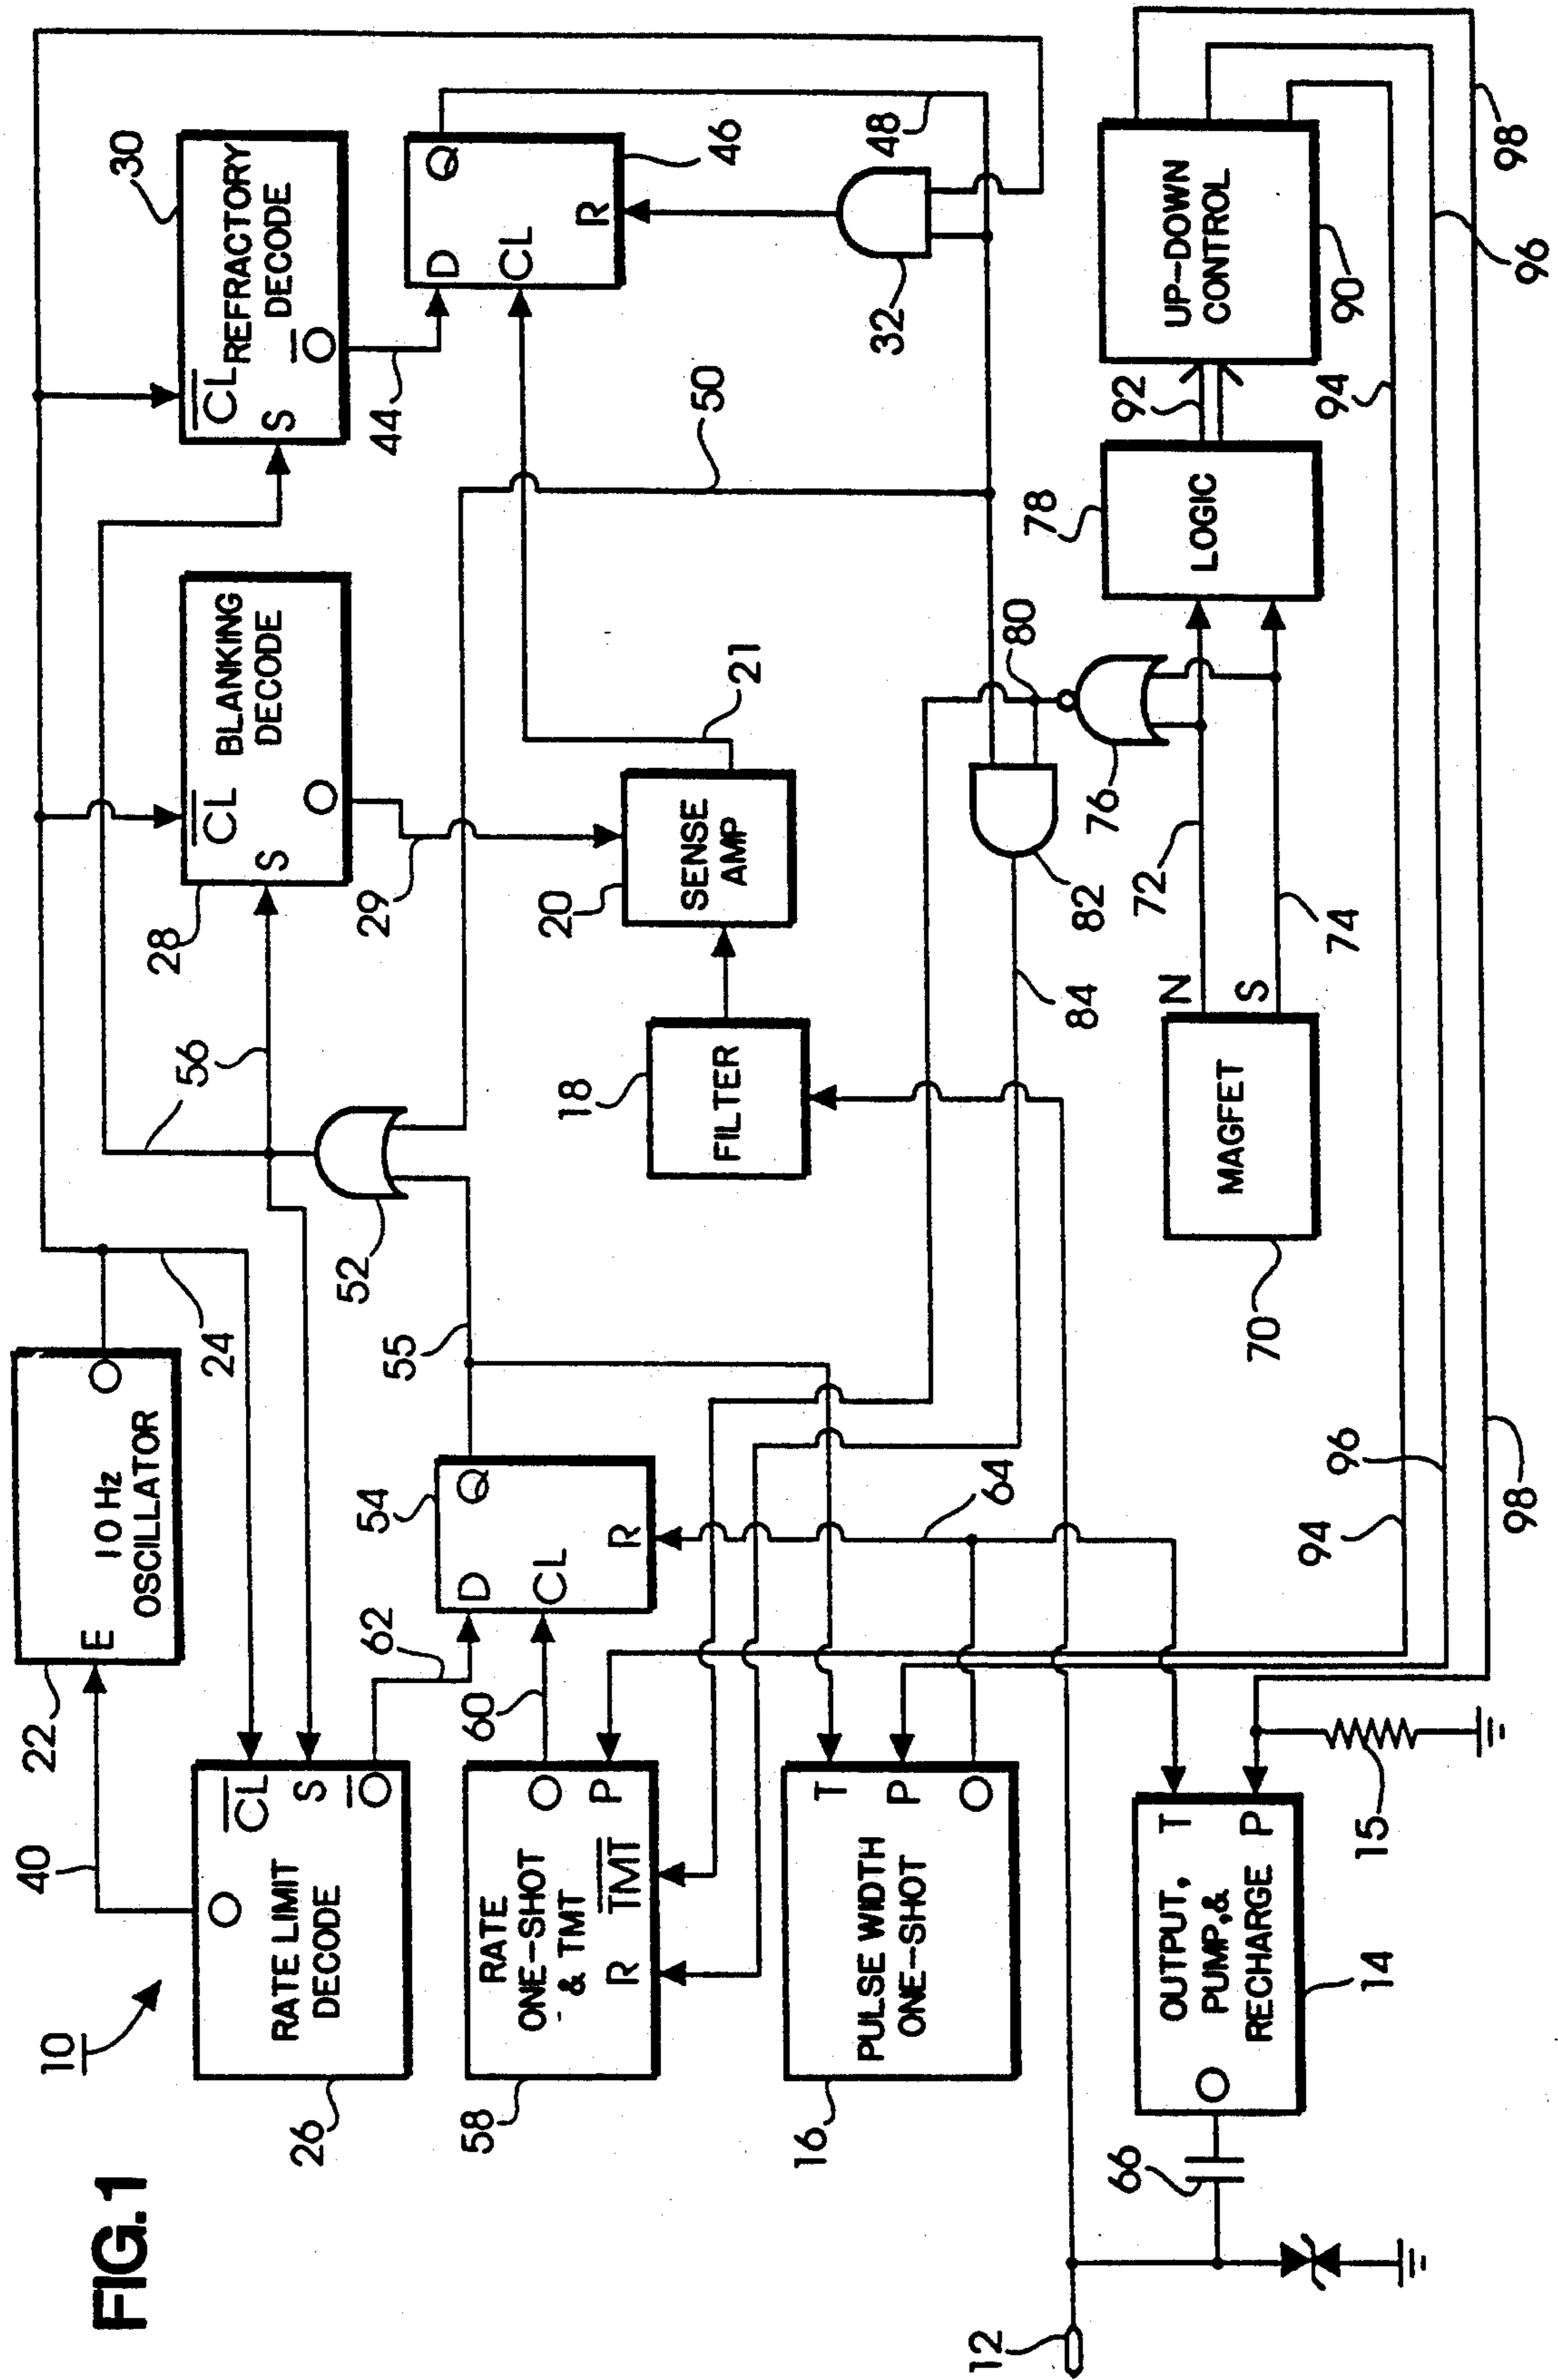 FIG.1
10
22
E
10 Hz
OSCILLATOR
O
24
40
26
O
RATE LIMIT
DECODE
CL
S
O
62
28
CL
BLANKING
DECODE
S
O
29
30
CL
REFRACTORY
DECODE
S
O
44
56
52
55
54
D
Q
CL
R
60
58
RATE
ONE-SHOT
& TMT
O
P
TMT
R
46
D
Q
CL
R
48
32
50
18
FILTER
20
SENSE
AMP
21
16
PULSE WIDTH
ONE-SHOT
T
P
O
64
84
82
80
76
12
66
14
OUTPUT,
PUMP,&
RECHARGE
O
T
P
15
70
MAGFET
N
S
72
74
78
LOGIC
92
90
UP-DOWN
CONTROL
94
96
98
94
96
98